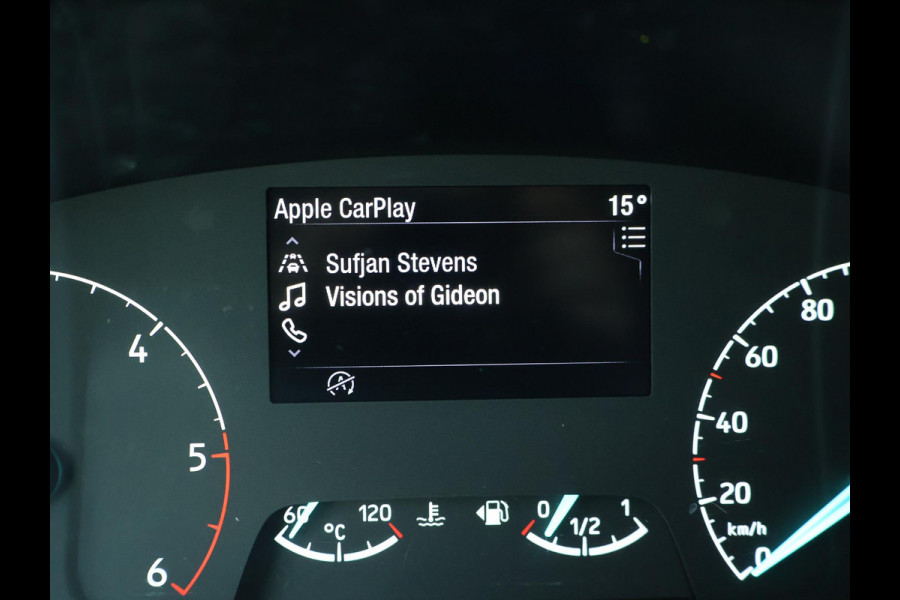 Apple CarPlay 15°
Sufjan Stevens
Visions of Gideon
A
4
5
6
60 120
°C
0 1/2 1
80
60
40
20
km/h
0